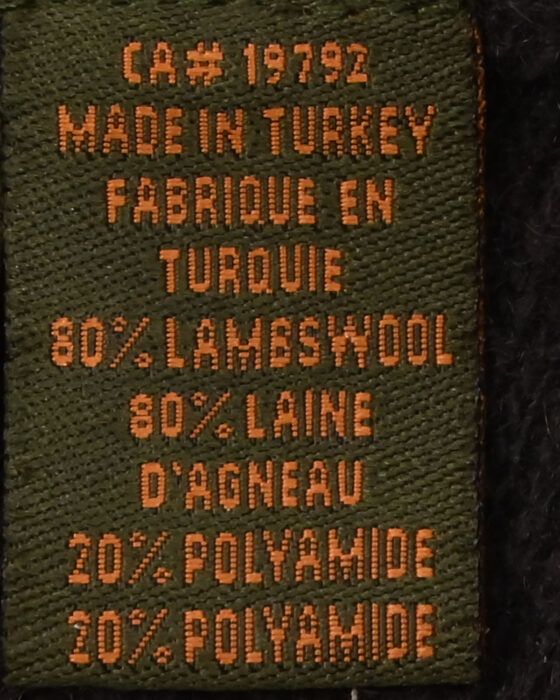 CA# 19792
MADE IN TURKEY
FABRIQUE EN
TURQUIE
80% LAMBSWOOL
80% LAINE
D'AGNEAU
20% POLYAMIDE
20% POLYAMIDE